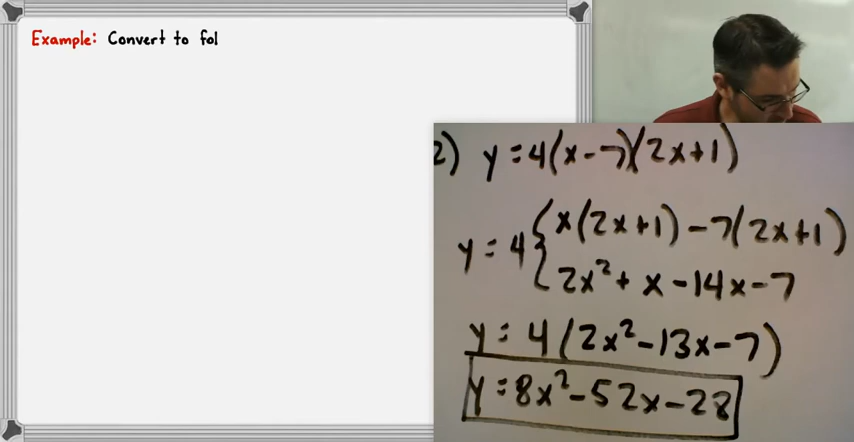 Example: Convert to fol
2) y = 4(x-7)(2x+1)
y = 4{x(2x+1) - 7(2x+1)
2x² + x - 14x - 7
y = 4(2x² - 13x - 7)
y = 8x² - 52x - 28